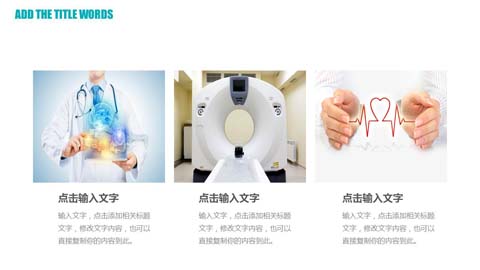 ADD THE TITLE WORDS
点击输入文字
输入文字，点击添加相关标题
文字，修改文字内容，也可以
直接复制你的内容到此。
点击输入文字
输入文字，点击添加相关标题
文字，修改文字内容，也可以
直接复制你的内容到此。
点击输入文字
输入文字，点击添加相关标题
文字，修改文字内容，也可以
直接复制你的内容到此。